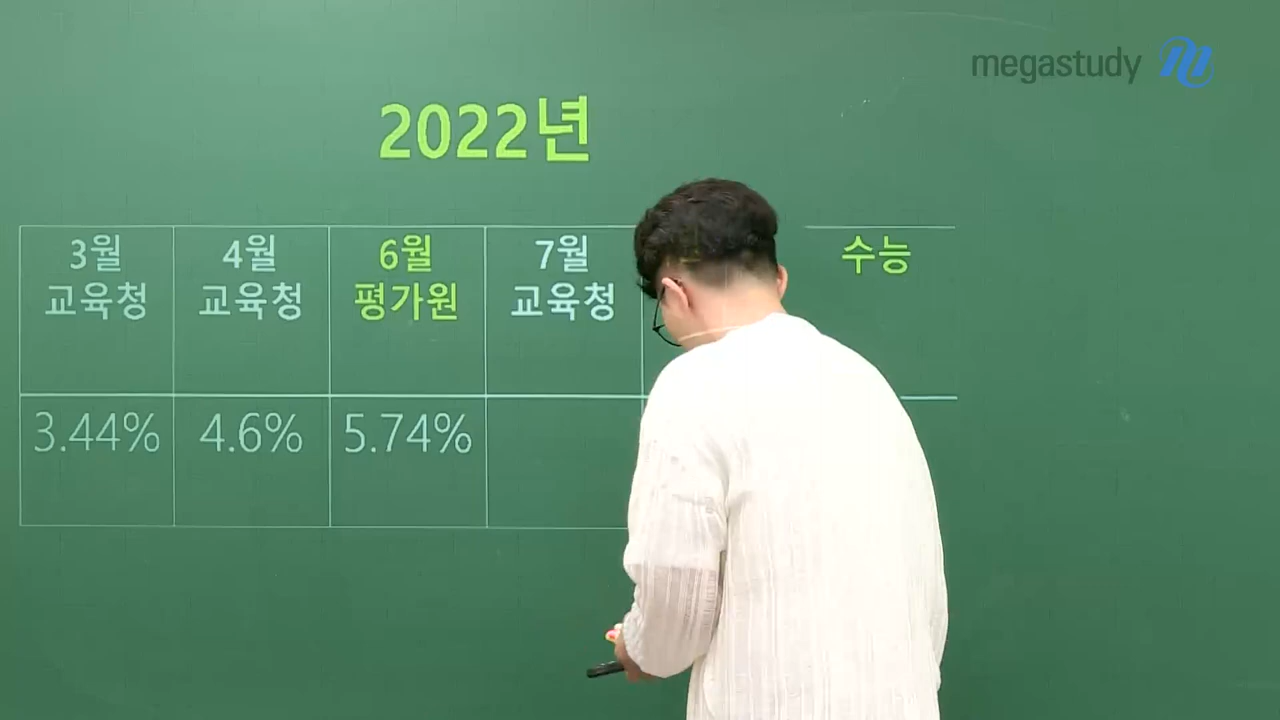 megastudy
2022년
3월
교육청
4월
교육청
6월
평가원
7월
교육청
수능
3.44%
4.6%
5.74%